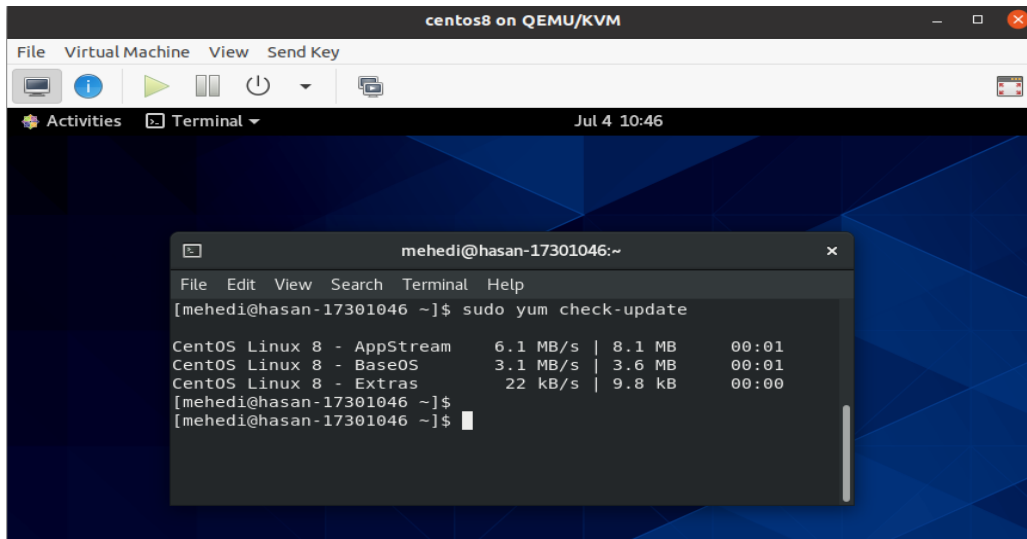 centos8 on QEMU/KVM
File Virtual Machine View Send Key
Activities Terminal Jul 4 10:46
mehedi@hasan-17301046:~
File Edit View Search Terminal Help
[mehedi@hasan-17301046 ~]$ sudo yum check-update
CentOS Linux 8 - AppStream 6.1 MB/s | 8.1 MB 00:01
CentOS Linux 8 - BaseOS 3.1 MB/s | 3.6 MB 00:01
CentOS Linux 8 - Extras 22 kB/s | 9.8 kB 00:00
[mehedi@hasan-17301046 ~]$
[mehedi@hasan-17301046 ~]$